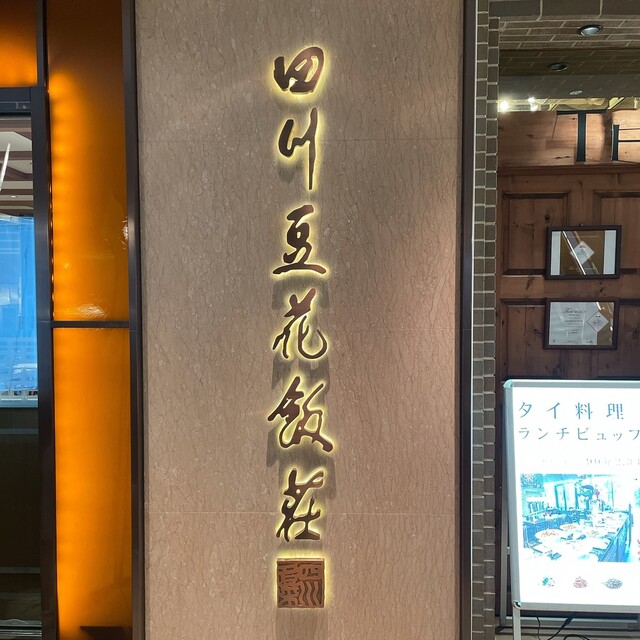 四川豆花飯荘
タイ料理
ランチビュッフ